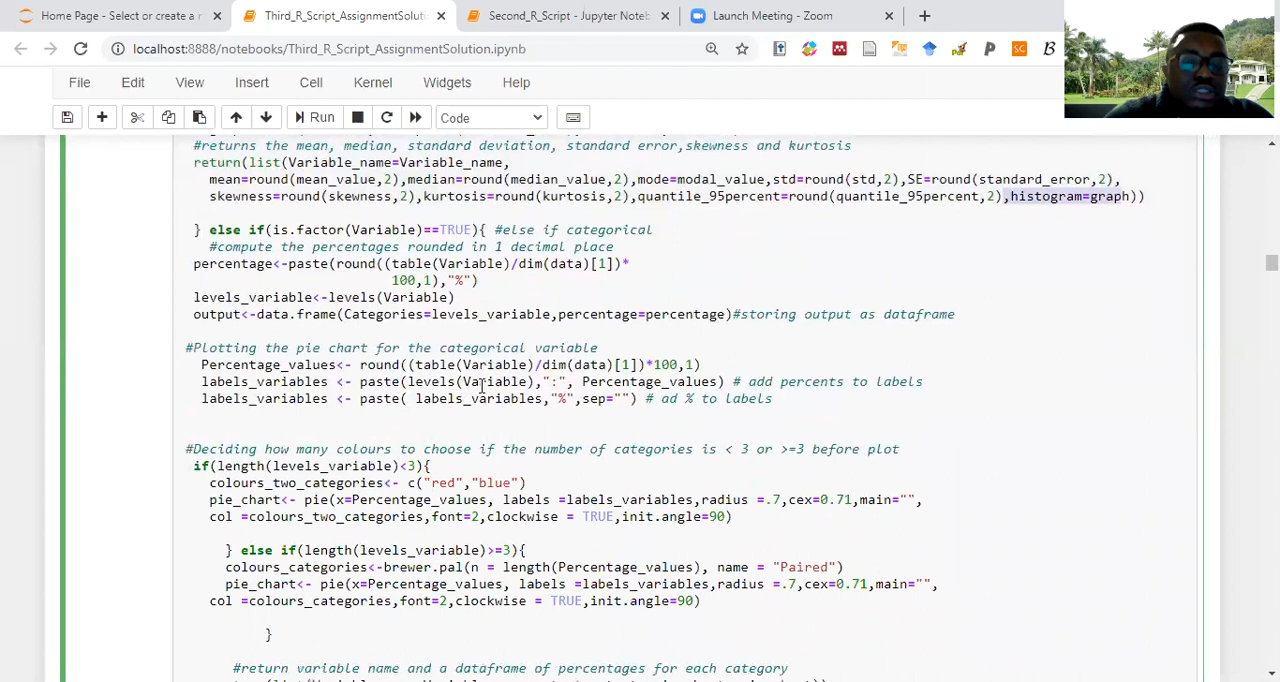 Home Page - Select or create a r
Third_R_Script_AssignmentSolutio
Second_R_Script - Jupyter Noteb
Launch Meeting - Zoom
localhost:8888/notebooks/Third_R_Script_AssignmentSolution.ipynb
SC
File Edit View Insert Cell Kernel Widgets Help
Run Code
#returns the mean, median, standard deviation, standard error,skewness and kurtosis
return(list(Variable_name=Variable_name,
mean=round(mean_value,2),median=round(median_value,2),mode=modal_value,std=round(std,2),SE=round(standard_error,2),
skewness=round(skewness,2),kurtosis=round(kurtosis,2),quantile_95percent=round(quantile_95percent,2),histogram=graph))
} else if(is.factor(Variable)==TRUE){ #else if categorical
#compute the percentages rounded in 1 decimal place
percentage<-paste(round((table(Variable)/dim(data)[1])*
100,1),"%")
levels_variable<-levels(Variable)
output<-data.frame(Categories=levels_variable,percentage=percentage)#storing output as dataframe
#Plotting the pie chart for the categorical variable
Percentage_values<- round((table(Variable)/dim(data)[1])*100,1)
labels_variables <- paste(levels(Variable),":", Percentage_values) # add percents to labels
labels_variables <- paste( labels_variables,"%",sep="") # ad % to labels
#Deciding how many colours to choose if the number of categories is < 3 or >=3 before plot
if(length(levels_variable)<3){
colours_two_categories<- c("red","blue")
pie_chart<- pie(x=Percentage_values, labels =labels_variables,radius =.7,cex=0.71,main="",
col =colours_two_categories,font=2,clockwise = TRUE,init.angle=90)
} else if(length(levels_variable)>=3){
colours_categories<-brewer.pal(n = length(Percentage_values), name = "Paired")
pie_chart<- pie(x=Percentage_values, labels =labels_variables,radius =.7,cex=0.71,main="",
col =colours_categories,font=2,clockwise = TRUE,init.angle=90)
}
#return variable name and a dataframe of percentages for each category